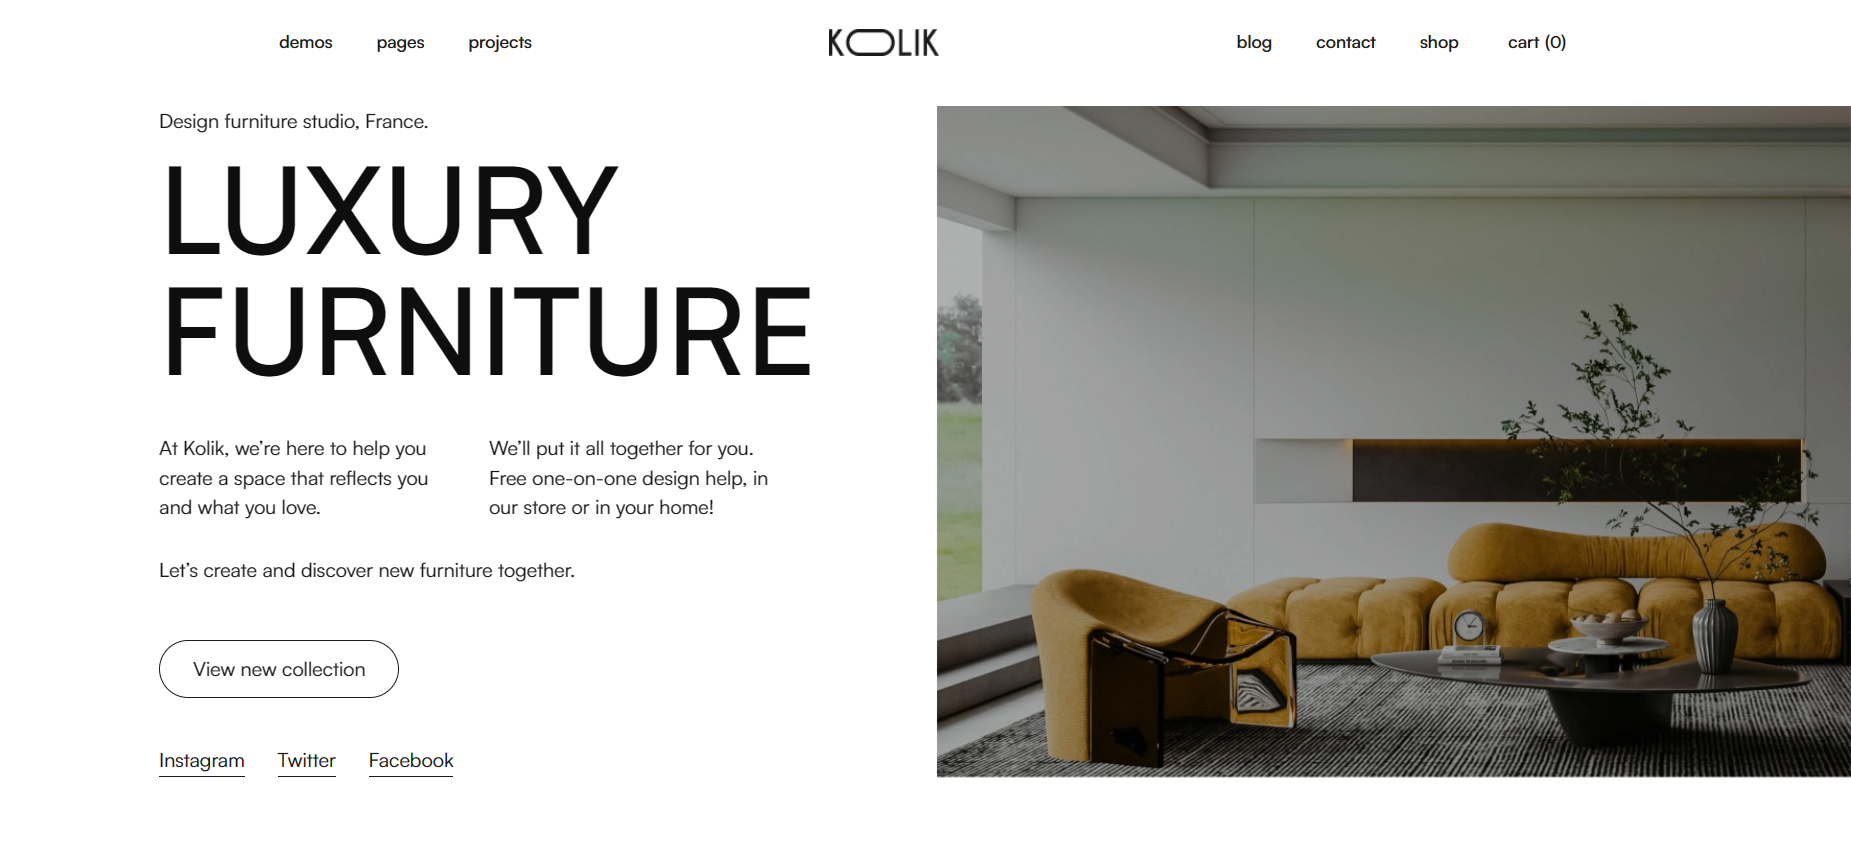 demos pages projects KOLIK blog contact shop cart (0)
Design furniture studio, France.
LUXURY
FURNITURE
At Kolik, we’re here to help you
create a space that reflects you
and what you love.
We’ll put it all together for you.
Free one-on-one design help, in
our store or in your home!
Let’s create and discover new furniture together.
View new collection
Instagram Twitter Facebook